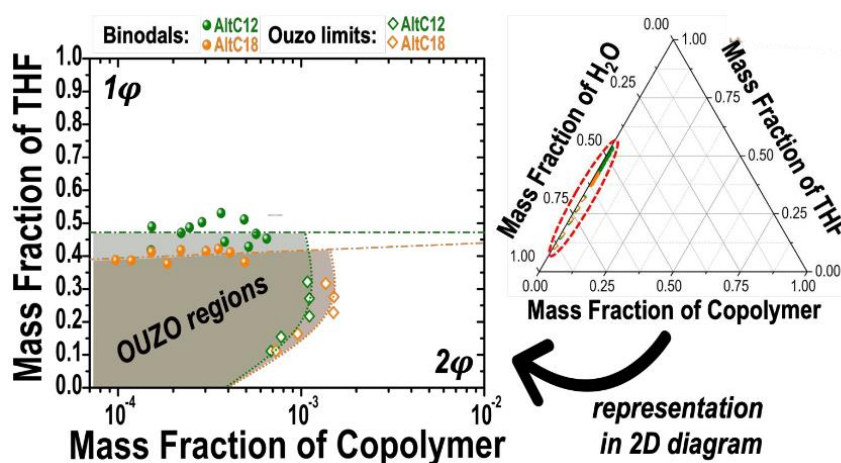 Binodals: AltC12 Ouzo limits: AltC12
AltC18 AltC18
Mass Fraction of THF
1.0
0.9
0.8
0.7
0.6
0.5
0.4
0.3
0.2
0.1
0.0
1φ
OUZO regions
2φ
10⁻⁴ 10⁻³ 10⁻²
Mass Fraction of Copolymer
Mass Fraction of H₂O
Mass Fraction of THF
0.00
0.00
0.25
0.25
0.50
0.50
0.75
0.75
1.00
1.00
0.00 0.25 0.50 0.75 1.00
Mass Fraction of Copolymer
representation
in 2D diagram